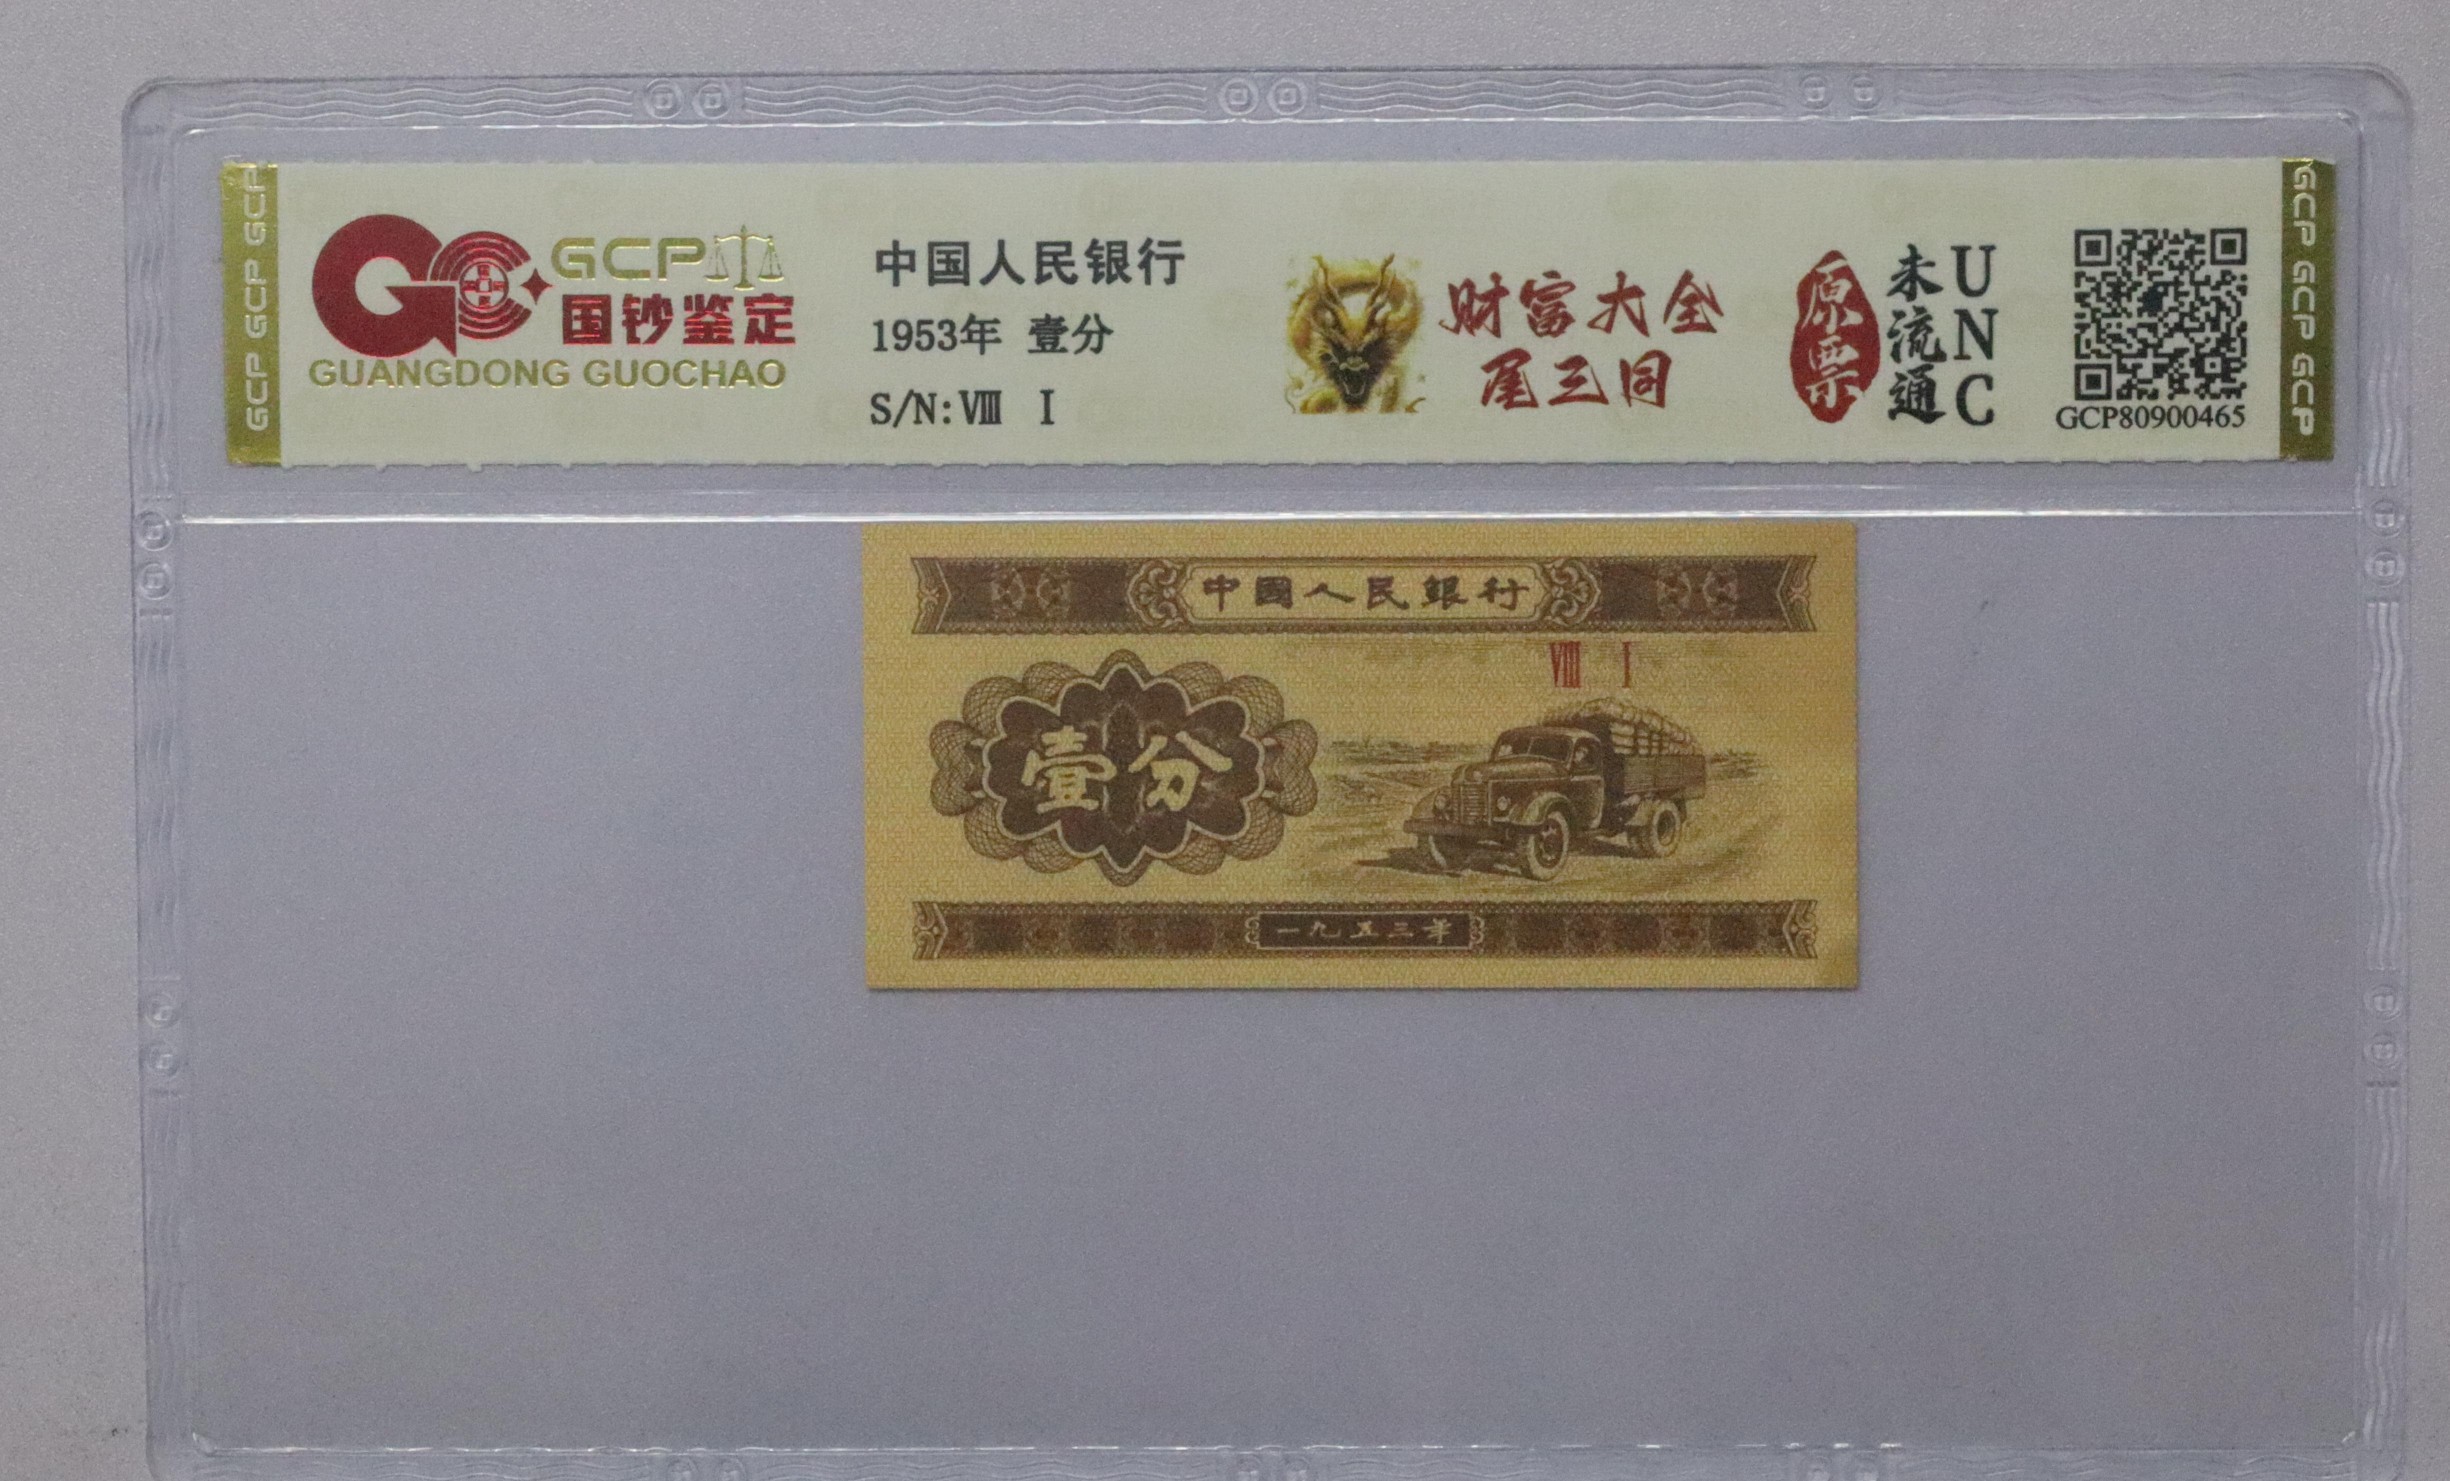 GCP GCP GCP
GCP
国钞鉴定
GUANGDONG GUOCHAO
中国人民银行
1953年 壹分
S/N: Ⅷ Ⅰ
财富大全
尾三同
原票
未流通
UNC
GCP80900465
GCP GCP GCP
中國人民銀行
Ⅷ Ⅰ
壹分
一九五三年